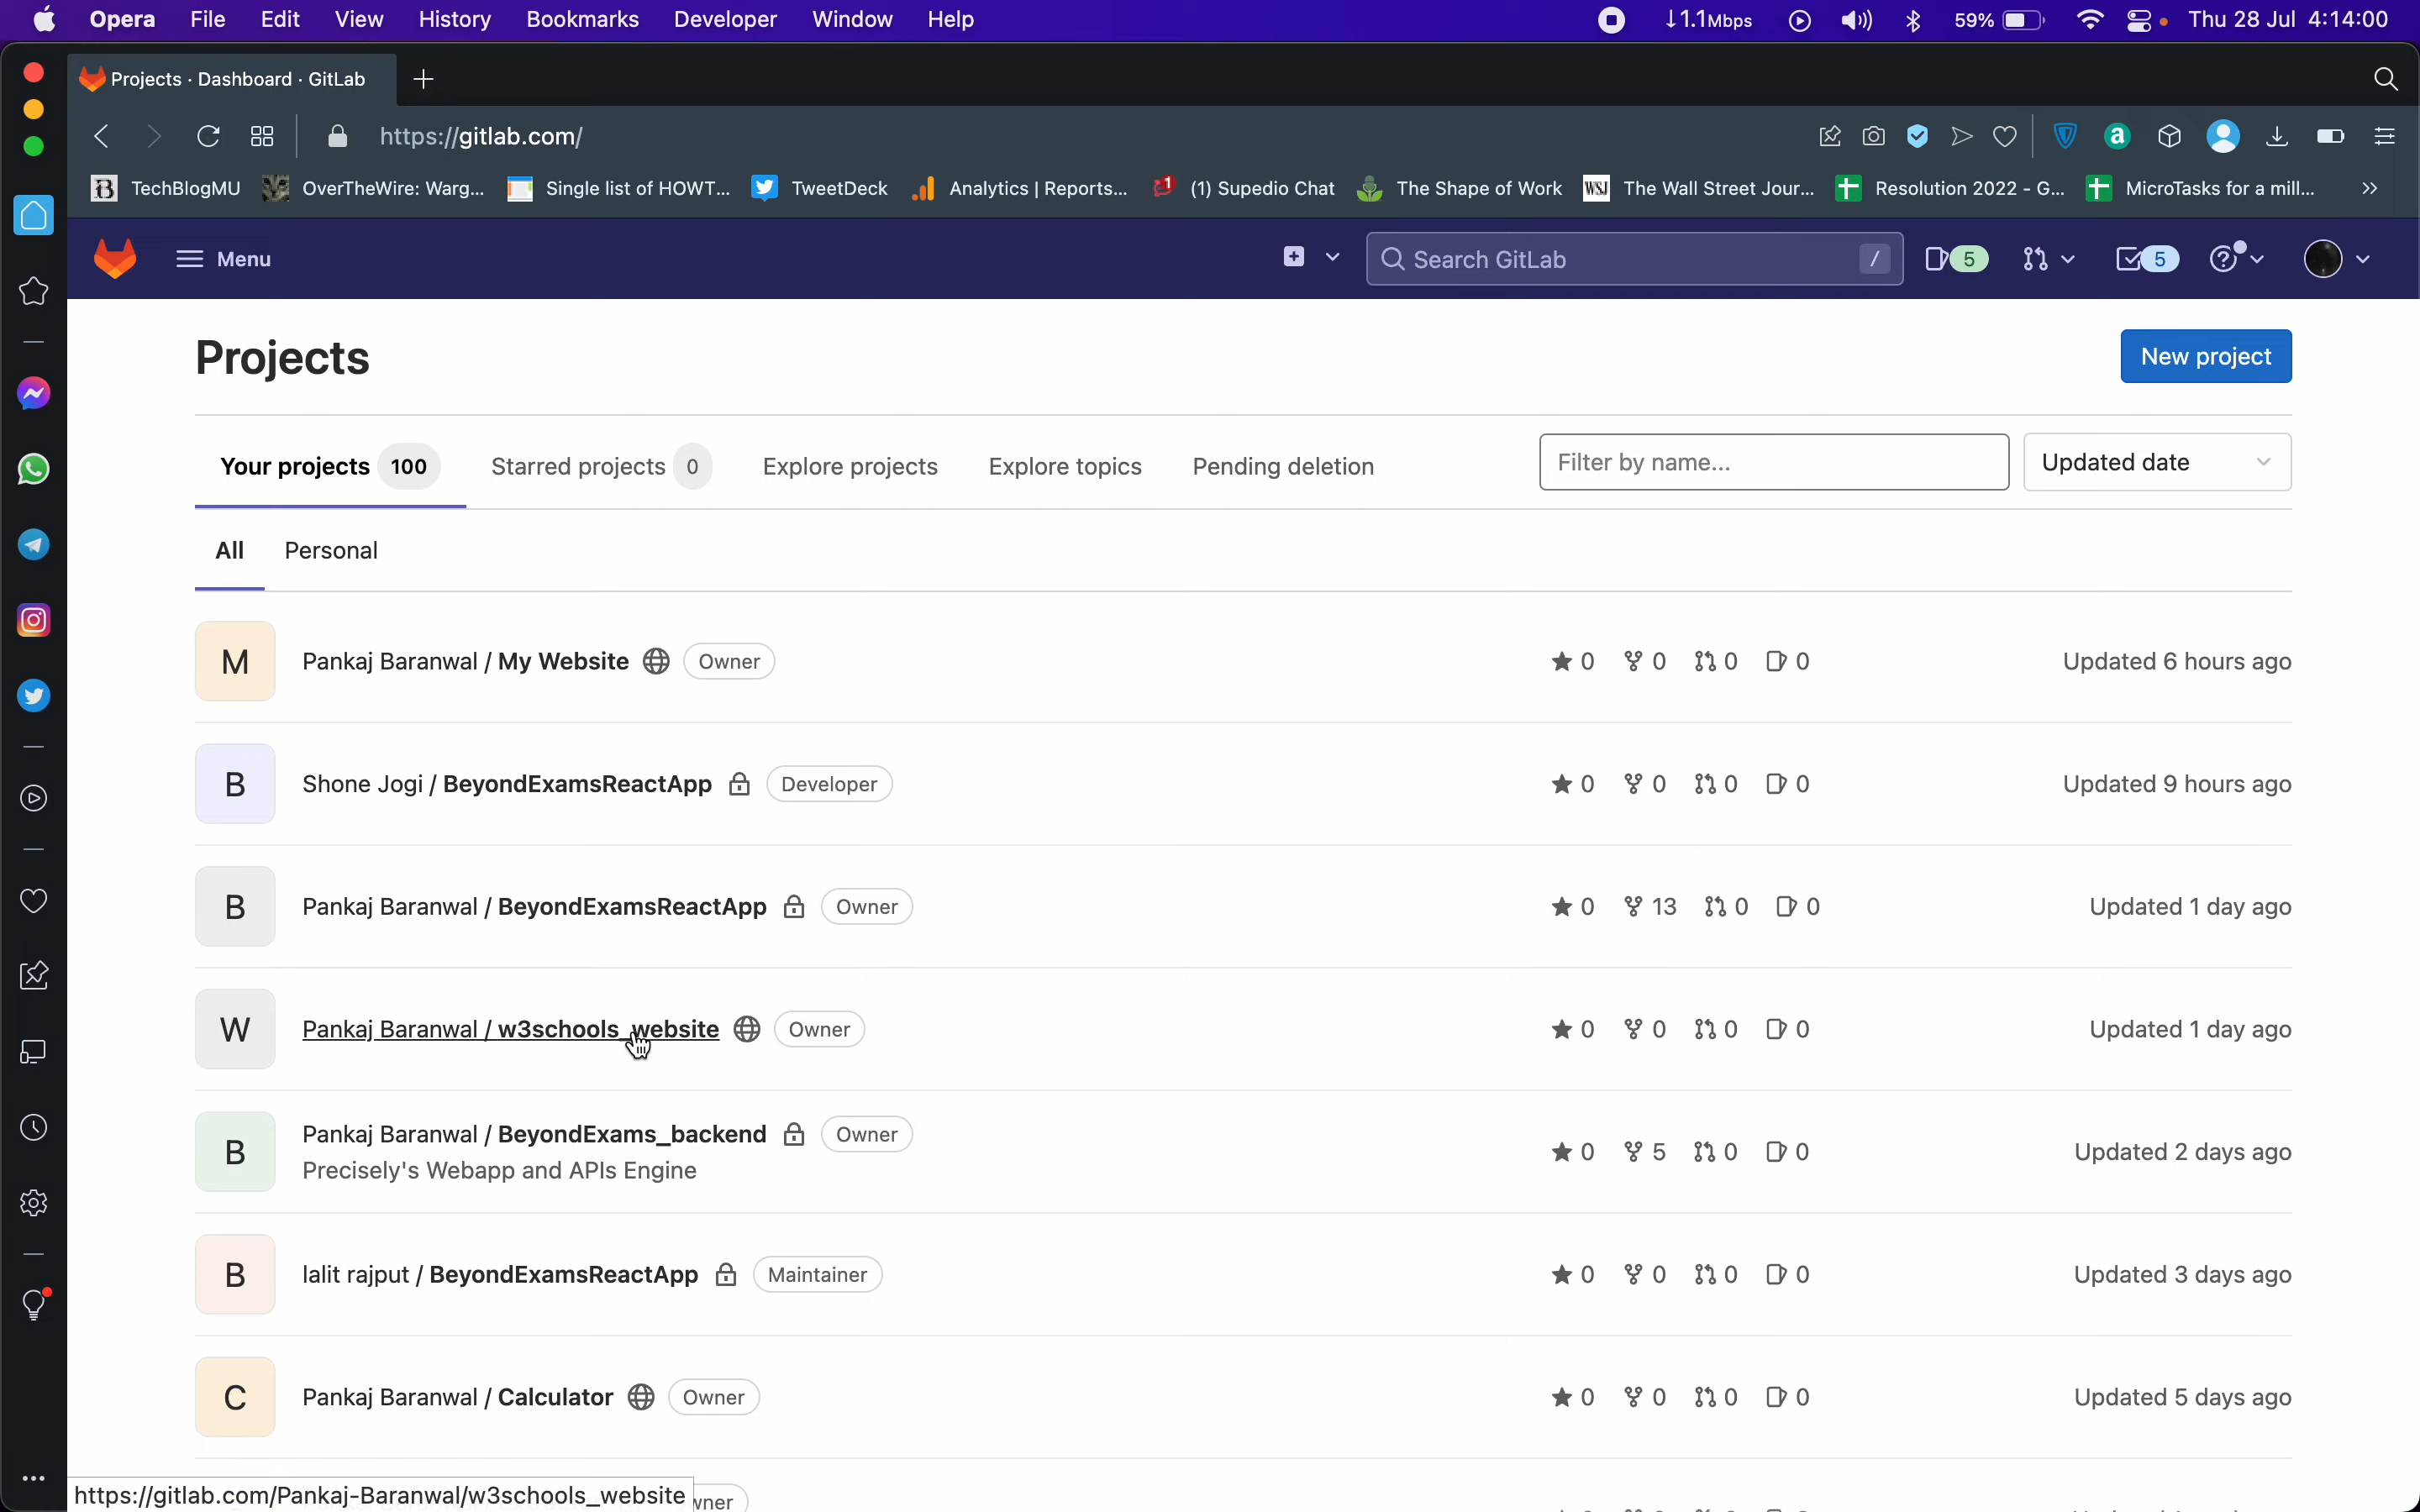 Opera File Edit View History Bookmarks Developer Window Help ↓1.1Mbps 59% Thu 28 Jul 4:14:00
Projects · Dashboard · GitLab
https://gitlab.com/
TechBlogMU OverTheWire: Warg... Single list of HOWT... TweetDeck Analytics | Reports... (1) Supedio Chat The Shape of Work WSJ The Wall Street Jour... Resolution 2022 - G... MicroTasks for a mill... »
Menu Search GitLab / 5 5
Projects New project
Your projects 100 Starred projects 0 Explore projects Explore topics Pending deletion Filter by name... Updated date
All Personal
M Pankaj Baranwal / My Website Owner 0 0 0 0 Updated 6 hours ago
B Shone Jogi / BeyondExamsReactApp Developer 0 0 0 0 Updated 9 hours ago
B Pankaj Baranwal / BeyondExamsReactApp Owner 0 13 0 0 Updated 1 day ago
W Pankaj Baranwal / w3schools_website Owner 0 0 0 0 Updated 1 day ago
B Pankaj Baranwal / BeyondExams_backend Owner 0 5 0 0 Updated 2 days ago
Precisely's Webapp and APIs Engine
B lalit rajput / BeyondExamsReactApp Maintainer 0 0 0 0 Updated 3 days ago
C Pankaj Baranwal / Calculator Owner 0 0 0 0 Updated 5 days ago
https://gitlab.com/Pankaj-Baranwal/w3schools_website